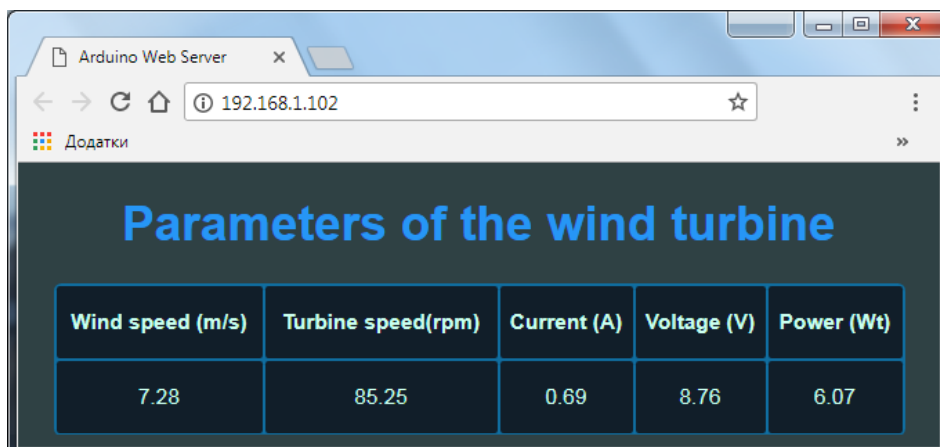 Arduino Web Server
192.168.1.102
Додатки
Parameters of the wind turbine
Wind speed (m/s) Turbine speed(rpm) Current (A) Voltage (V) Power (Wt)
7.28 85.25 0.69 8.76 6.07